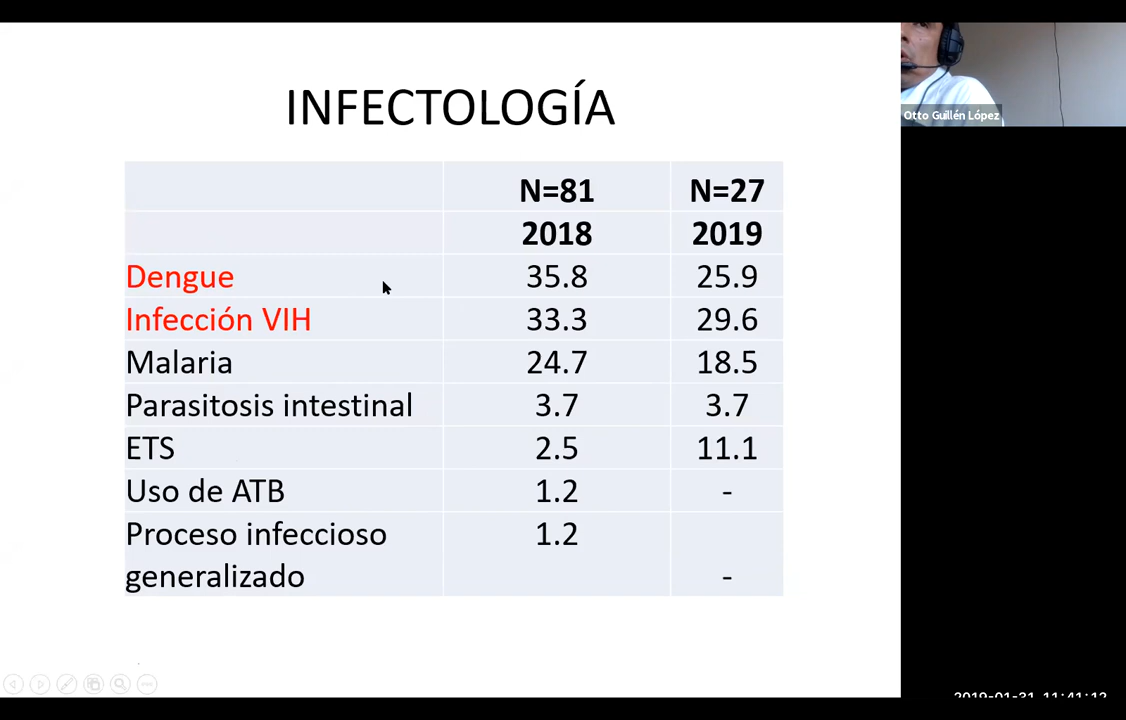 INFECTOLOGÍA
N=81 N=27
2018 2019
Dengue 35.8 25.9
Infección VIH 33.3 29.6
Malaria 24.7 18.5
Parasitosis intestinal 3.7 3.7
ETS 2.5 11.1
Uso de ATB 1.2 -
Proceso infeccioso 1.2
generalizado -
Otto Guillén López
2019-01-31 11:41:12